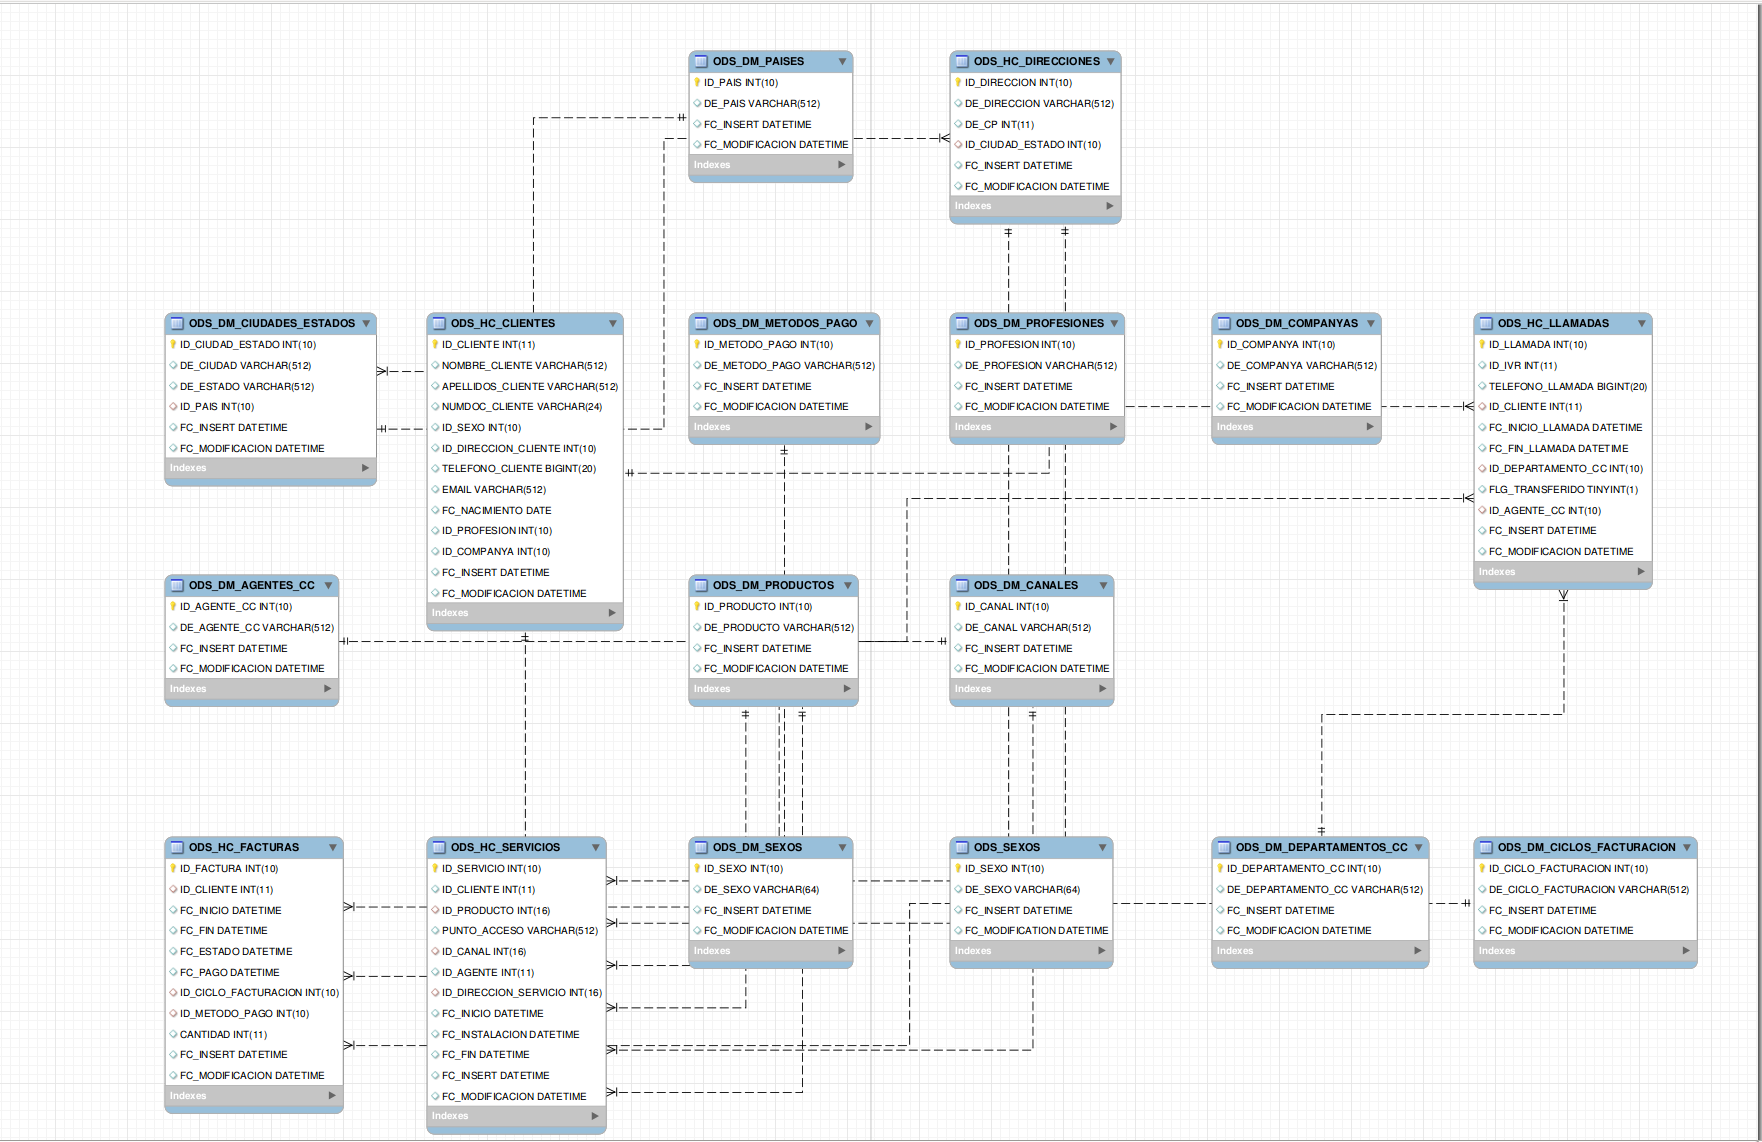 ODS_DM_PAISES
ID_PAIS INT(10)
DE_PAIS VARCHAR(512)
FC_INSERT DATETIME
FC_MODIFICACION DATETIME
Indexes
ODS_HC_DIRECCIONES
ID_DIRECCION INT(10)
DE_DIRECCION VARCHAR(512)
DE_CP INT(11)
ID_CIUDAD_ESTADO INT(10)
FC_INSERT DATETIME
FC_MODIFICACION DATETIME
Indexes
ODS_DM_CIUDADES_ESTADOS
ID_CIUDAD_ESTADO INT(10)
DE_CIUDAD VARCHAR(512)
DE_ESTADO VARCHAR(512)
ID_PAIS INT(10)
FC_INSERT DATETIME
FC_MODIFICACION DATETIME
Indexes
ODS_HC_CLIENTES
ID_CLIENTE INT(11)
NOMBRE_CLIENTE VARCHAR(512)
APELLIDOS_CLIENTE VARCHAR(512)
NUMDOC_CLIENTE VARCHAR(24)
ID_SEXO INT(10)
ID_DIRECCION_CLIENTE INT(10)
TELEFONO_CLIENTE BIGINT(20)
EMAIL VARCHAR(512)
FC_NACIMIENTO DATE
ID_PROFESION INT(10)
ID_COMPANYA INT(10)
FC_INSERT DATETIME
FC_MODIFICACION DATETIME
Indexes
ODS_DM_METODOS_PAGO
ID_METODO_PAGO INT(10)
DE_METODO_PAGO VARCHAR(512)
FC_INSERT DATETIME
FC_MODIFICACION DATETIME
Indexes
ODS_DM_PROFESIONES
ID_PROFESION INT(10)
DE_PROFESION VARCHAR(512)
FC_INSERT DATETIME
FC_MODIFICACION DATETIME
Indexes
ODS_DM_COMPANYAS
ID_COMPANYA INT(10)
DE_COMPANYA VARCHAR(512)
FC_INSERT DATETIME
FC_MODIFICACION DATETIME
Indexes
ODS_HC_LLAMADAS
ID_LLAMADA INT(10)
ID_IVR INT(11)
TELEFONO_LLAMADA BIGINT(20)
ID_CLIENTE INT(11)
FC_INICIO_LLAMADA DATETIME
FC_FIN_LLAMADA DATETIME
ID_DEPARTAMENTO_CC INT(10)
FLG_TRANSFERIDO TINYINT(1)
ID_AGENTE_CC INT(10)
FC_INSERT DATETIME
FC_MODIFICACION DATETIME
Indexes
ODS_DM_AGENTES_CC
ID_AGENTE_CC INT(10)
DE_AGENTE_CC VARCHAR(512)
FC_INSERT DATETIME
FC_MODIFICACION DATETIME
Indexes
ODS_DM_PRODUCTOS
ID_PRODUCTO INT(10)
DE_PRODUCTO VARCHAR(512)
FC_INSERT DATETIME
FC_MODIFICACION DATETIME
Indexes
ODS_DM_CANALES
ID_CANAL INT(10)
DE_CANAL VARCHAR(512)
FC_INSERT DATETIME
FC_MODIFICACION DATETIME
Indexes
ODS_HC_FACTURAS
ID_FACTURA INT(10)
ID_CLIENTE INT(11)
FC_INICIO DATETIME
FC_FIN DATETIME
FC_ESTADO DATETIME
FC_PAGO DATETIME
ID_CICLO_FACTURACION INT(10)
ID_METODO_PAGO INT(10)
CANTIDAD INT(11)
FC_INSERT DATETIME
FC_MODIFICACION DATETIME
Indexes
ODS_HC_SERVICIOS
ID_SERVICIO INT(10)
ID_CLIENTE INT(11)
ID_PRODUCTO INT(16)
PUNTO_ACCESO VARCHAR(512)
ID_CANAL INT(16)
ID_AGENTE INT(11)
ID_DIRECCION_SERVICIO INT(16)
FC_INICIO DATETIME
FC_INSTALACION DATETIME
FC_FIN DATETIME
FC_INSERT DATETIME
FC_MODIFICACION DATETIME
Indexes
ODS_DM_SEXOS
ID_SEXO INT(10)
DE_SEXO VARCHAR(64)
FC_INSERT DATETIME
FC_MODIFICACION DATETIME
Indexes
ODS_SEXOS
ID_SEXO INT(10)
DE_SEXO VARCHAR(64)
FC_INSERT DATETIME
FC_MODIFICATION DATETIME
Indexes
ODS_DM_DEPARTAMENTOS_CC
ID_DEPARTAMENTO_CC INT(10)
DE_DEPARTAMENTO_CC VARCHAR(512)
FC_INSERT DATETIME
FC_MODIFICACION DATETIME
Indexes
ODS_DM_CICLOS_FACTURACION
ID_CICLO_FACTURACION INT(10)
DE_CICLO_FACTURACION VARCHAR(512)
FC_INSERT DATETIME
FC_MODIFICACION DATETIME
Indexes